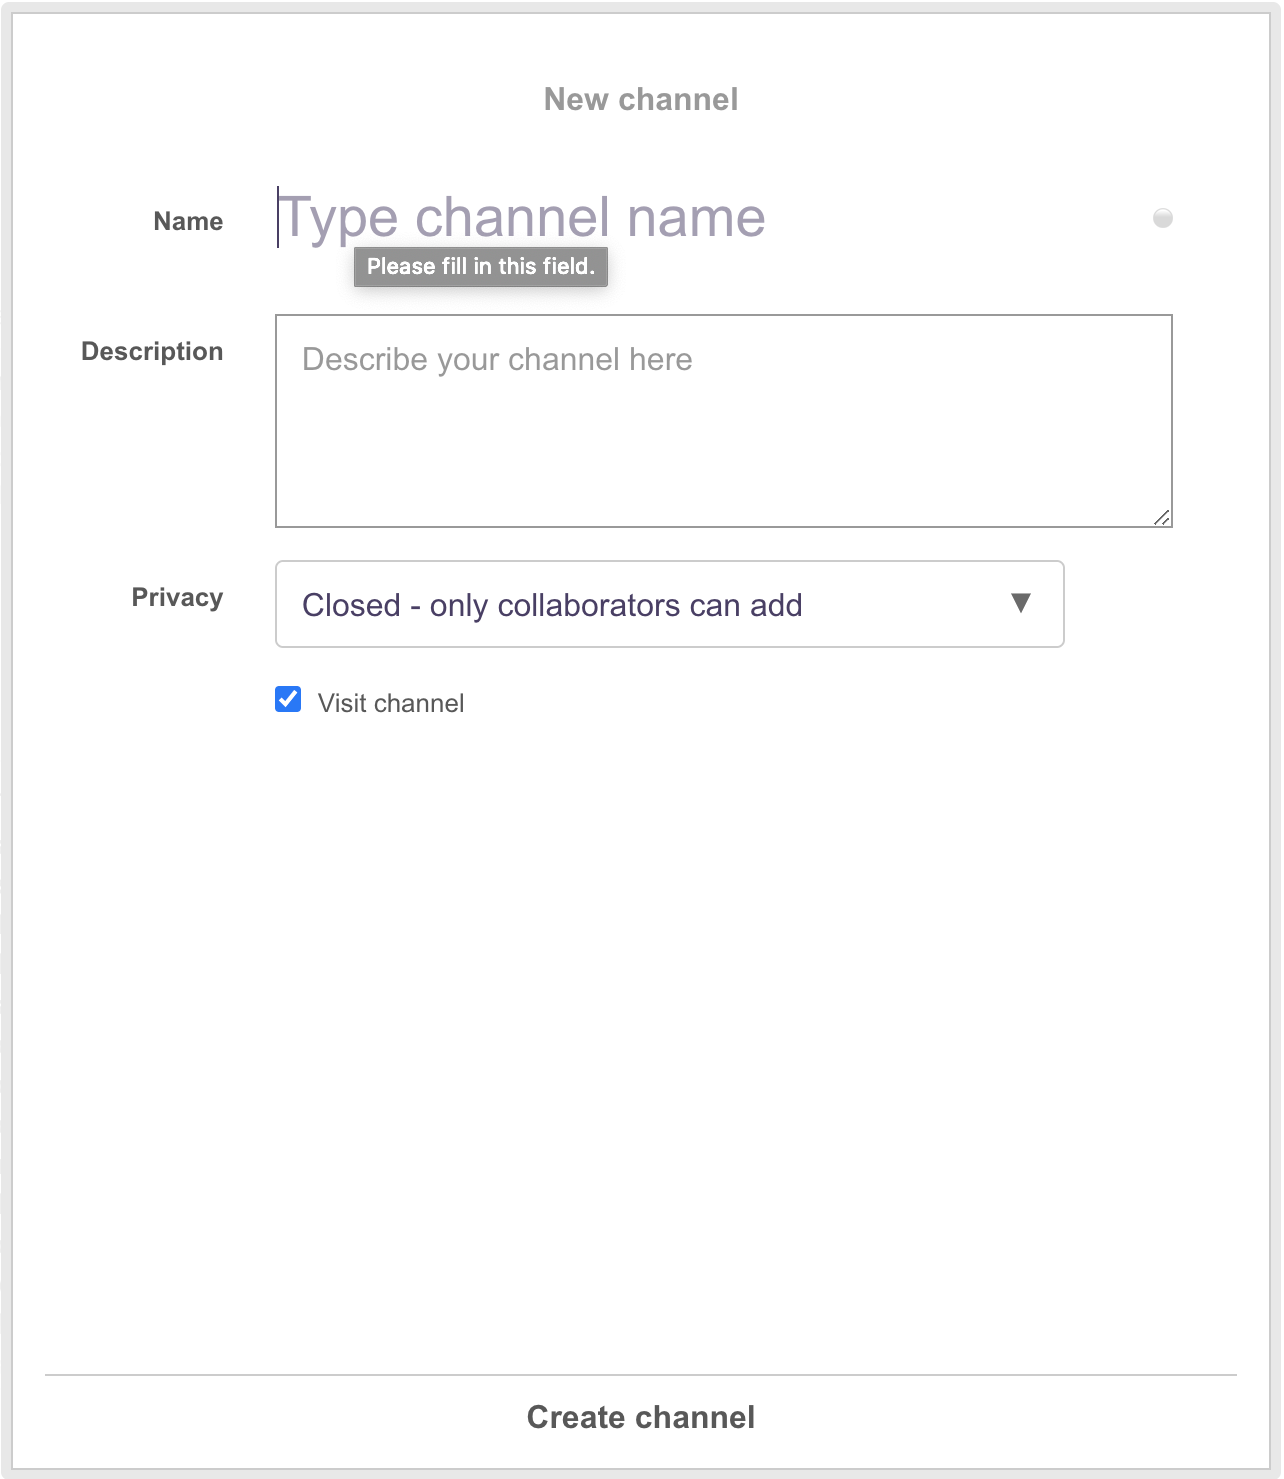 New channel
Name
Type channel name
Please fill in this field.
Description
Describe your channel here
Privacy
Closed - only collaborators can add
Visit channel
Create channel